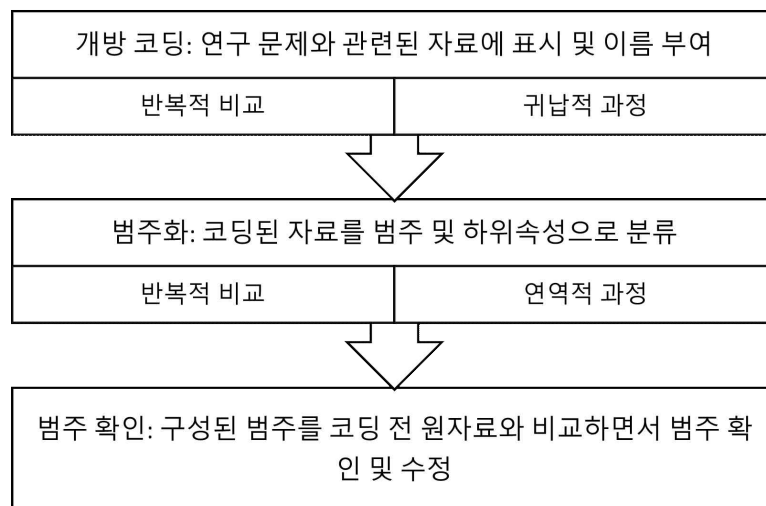 개방 코딩: 연구 문제와 관련된 자료에 표시 및 이름 부여
반복적 비교
귀납적 과정
범주화: 코딩된 자료를 범주 및 하위속성으로 분류
반복적 비교
연역적 과정
범주 확인: 구성된 범주를 코딩 전 원자료와 비교하면서 범주 확
인 및 수정